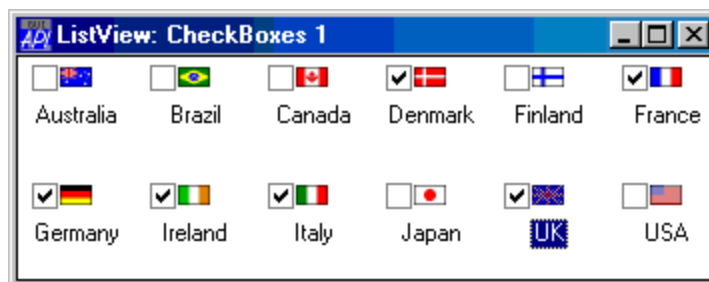 ListView: CheckBoxes 1
Australia Brazil Canada Denmark Finland France
Germany Ireland Italy Japan UK USA